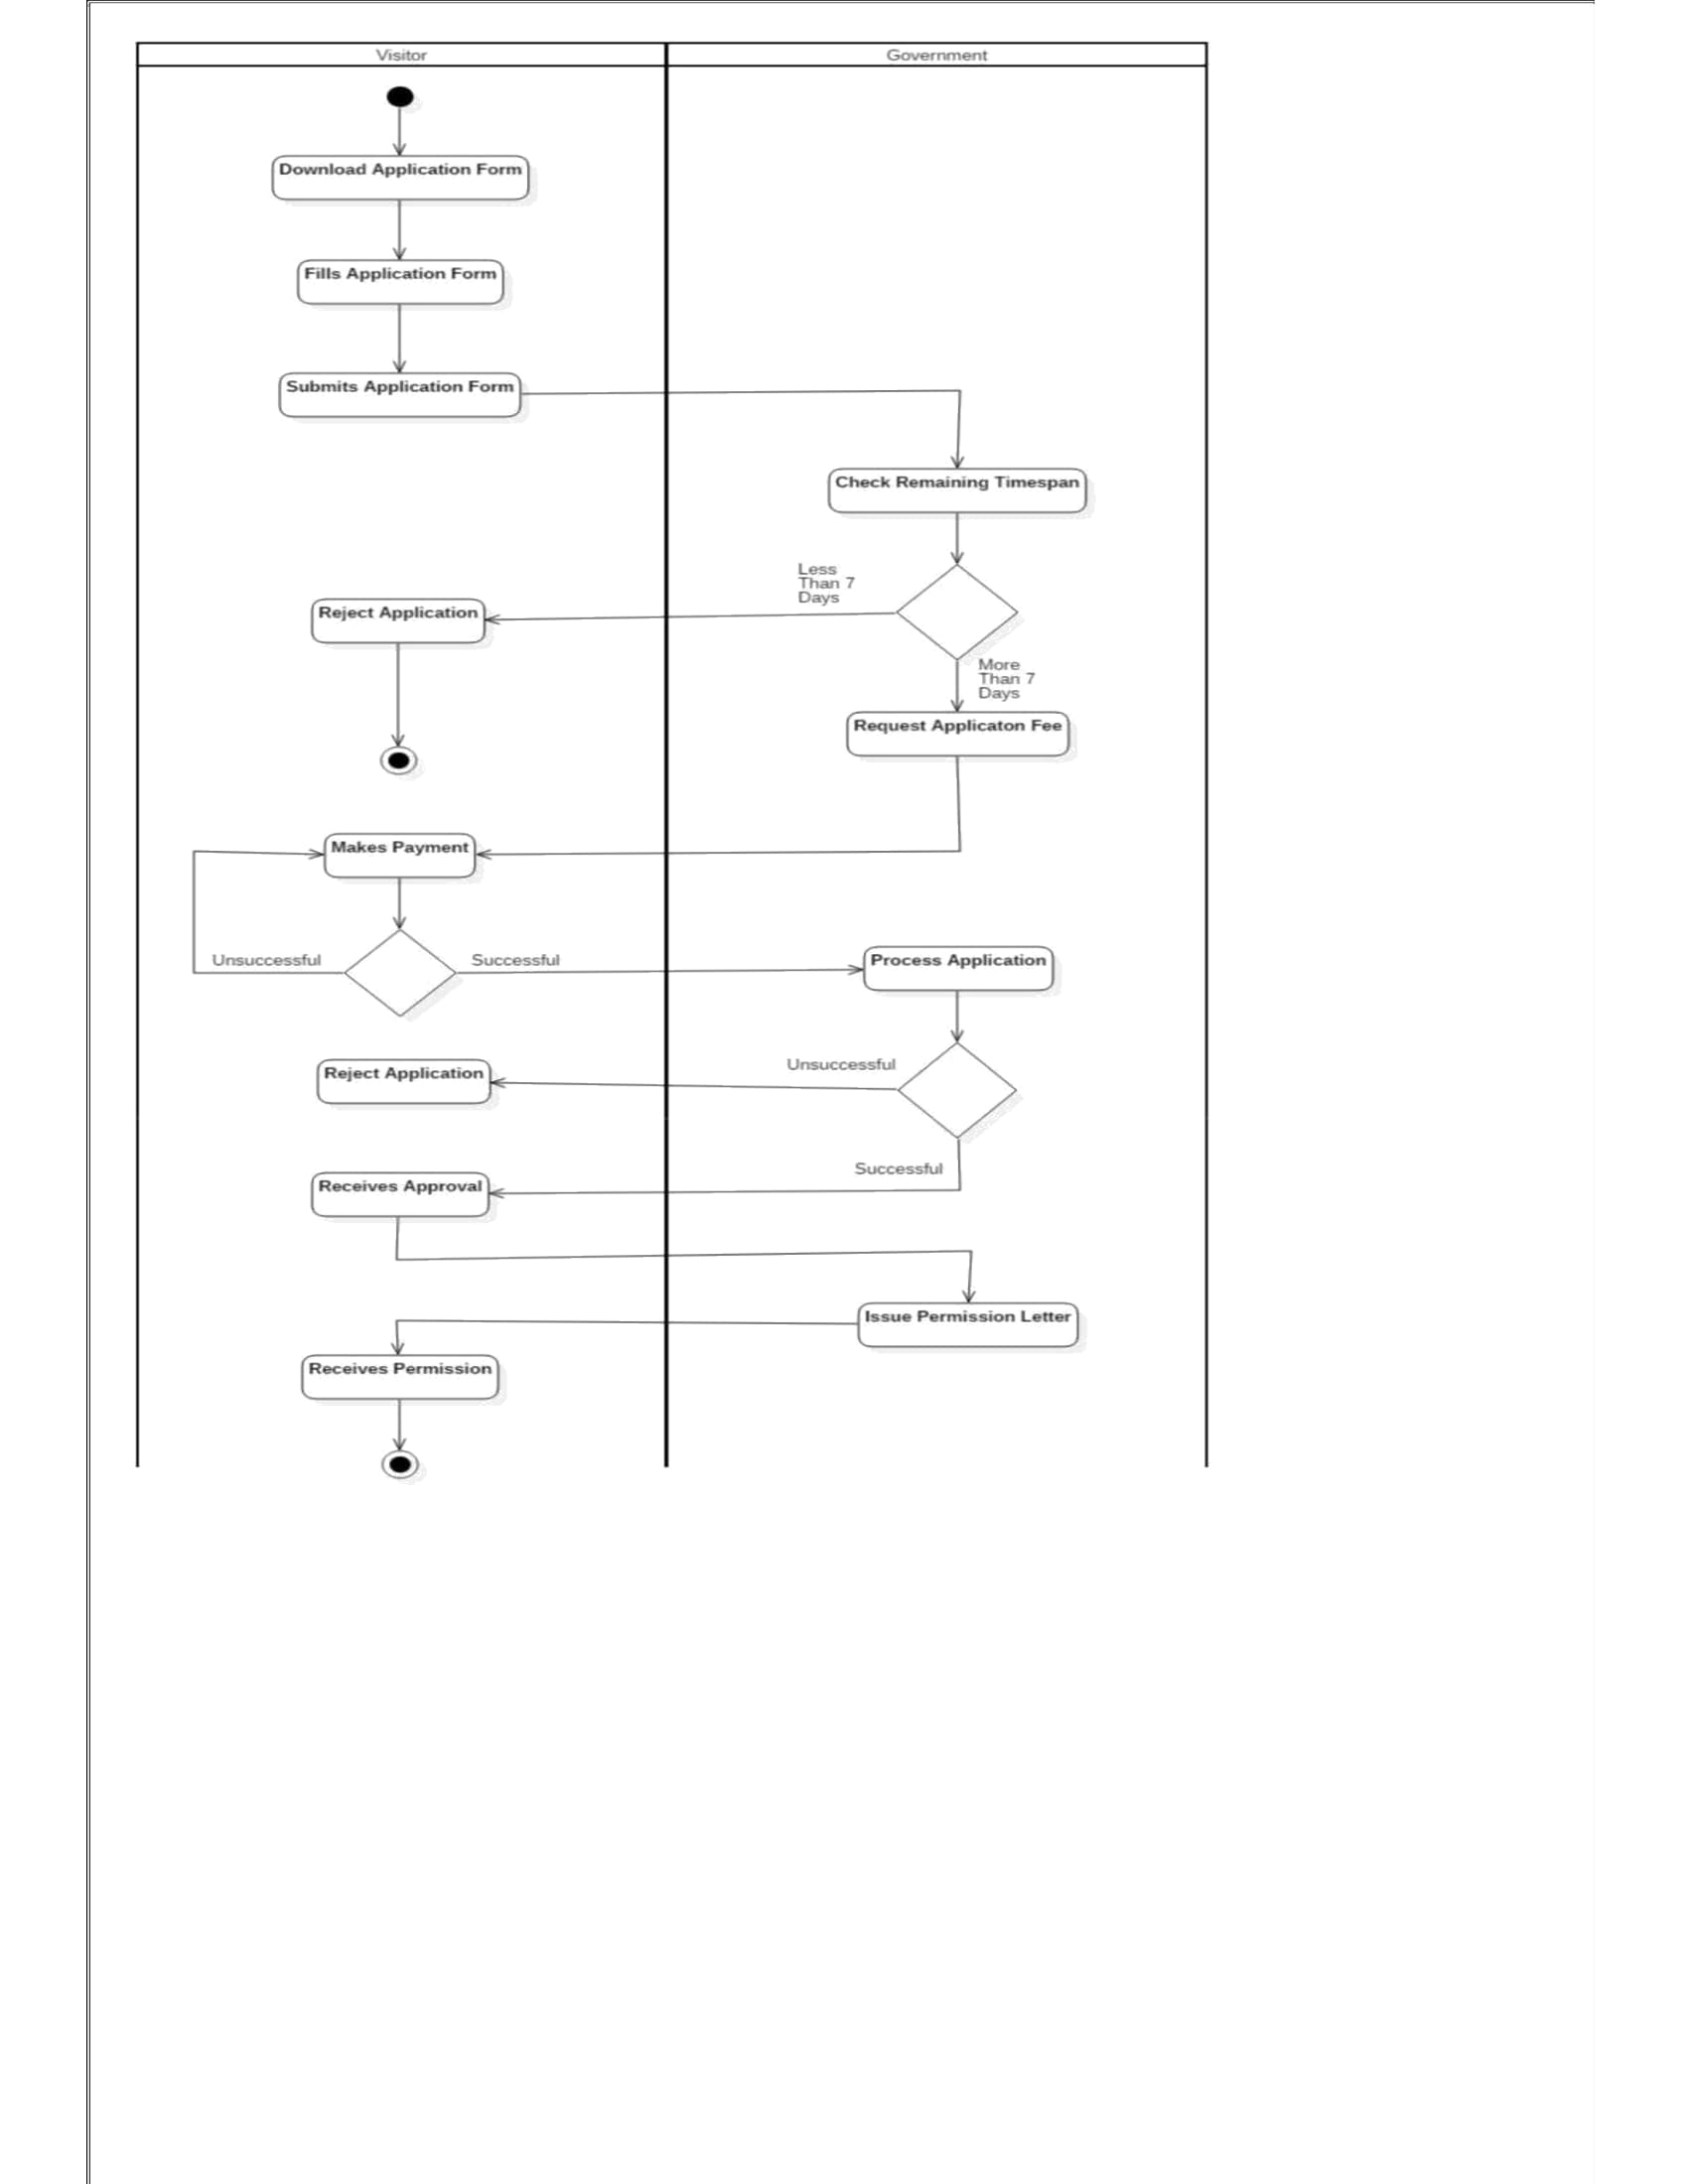 Visitor
Government
Download Application Form
Fills Application Form
Submits Application Form
Check Remaining Timespan
Less
Than 7
Days
Reject Application
More
Than 7
Days
Request Applicaton Fee
Makes Payment
Unsuccessful
Successful
Process Application
Unsuccessful
Reject Application
Successful
Receives Approval
Issue Permission Letter
Receives Permission